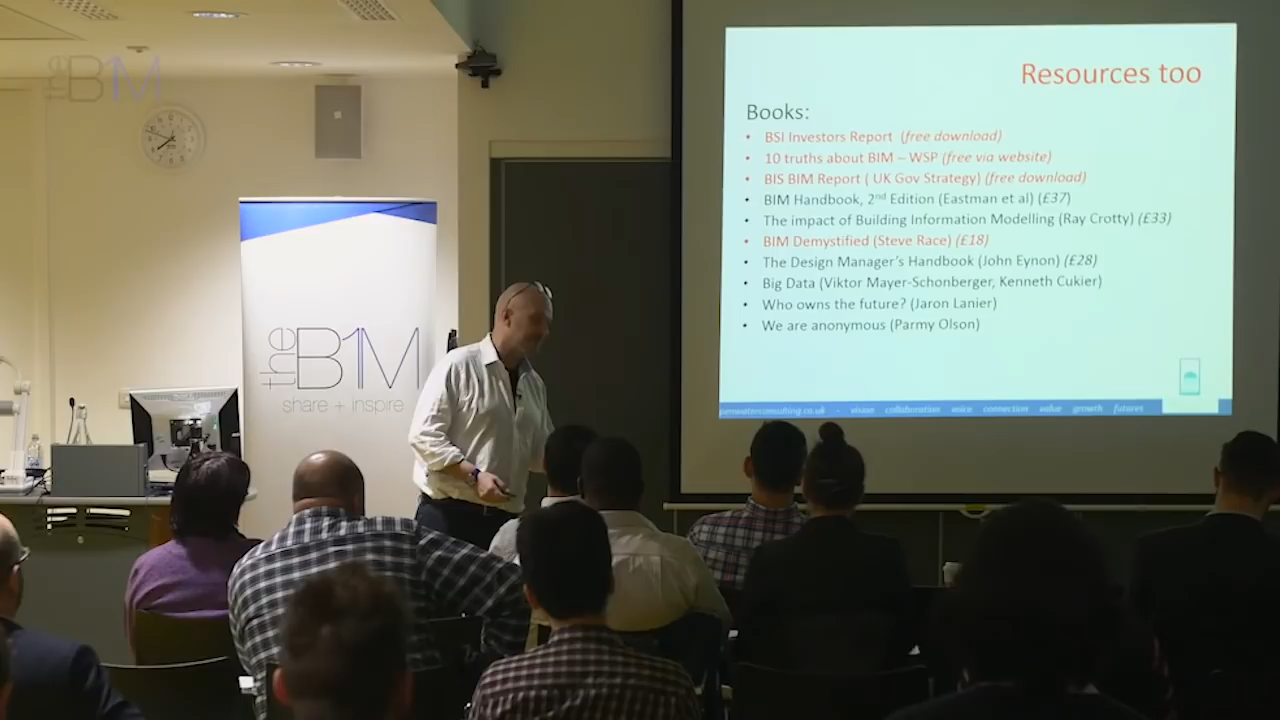 the B1M
Resources too
Books:
• BSI Investors Report (free download)
• 10 truths about BIM – WSP (free via website)
• BIS BIM Report ( UK Gov Strategy) (free download)
• BIM Handbook, 2nd Edition (Eastman et al) (£37)
• The impact of Building Information Modelling (Ray Crotty) (£33)
• BIM Demystified (Steve Race) (£18)
• The Design Manager's Handbook (John Eynon) (£28)
• Big Data (Viktor Mayer-Schonberger, Kenneth Cukier)
• Who owns the future? (Jaron Lanier)
• We are anonymous (Parmy Olson)
vision collaboration voice connection value growth futures
the B1M
share + inspire